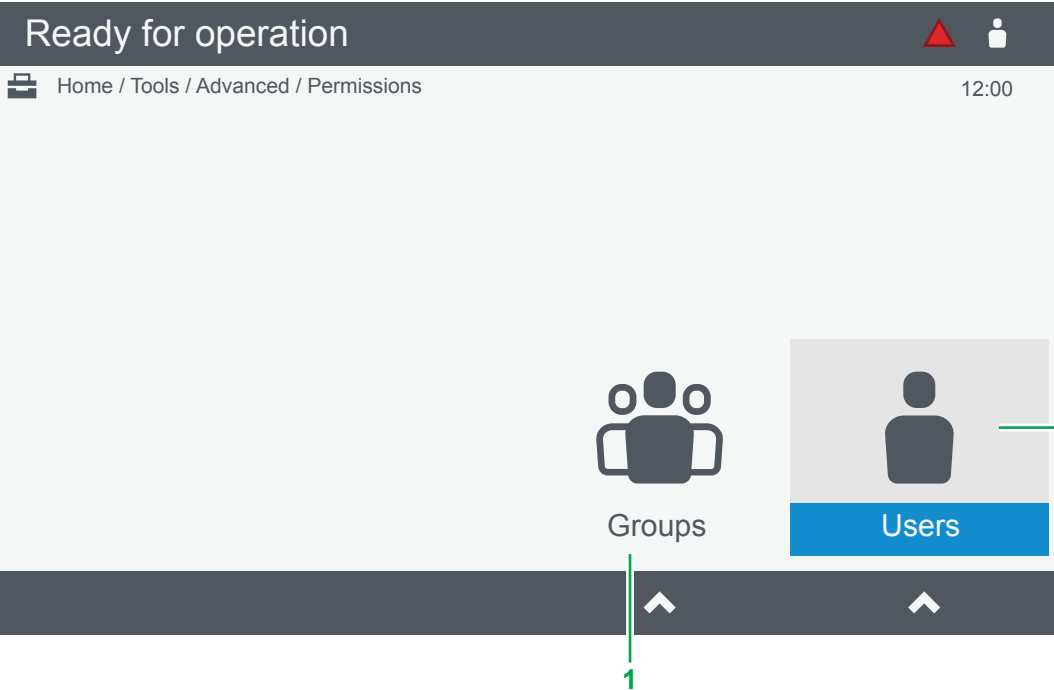 Ready for operation
Home / Tools / Advanced / Permissions
12:00
Groups
Users
1